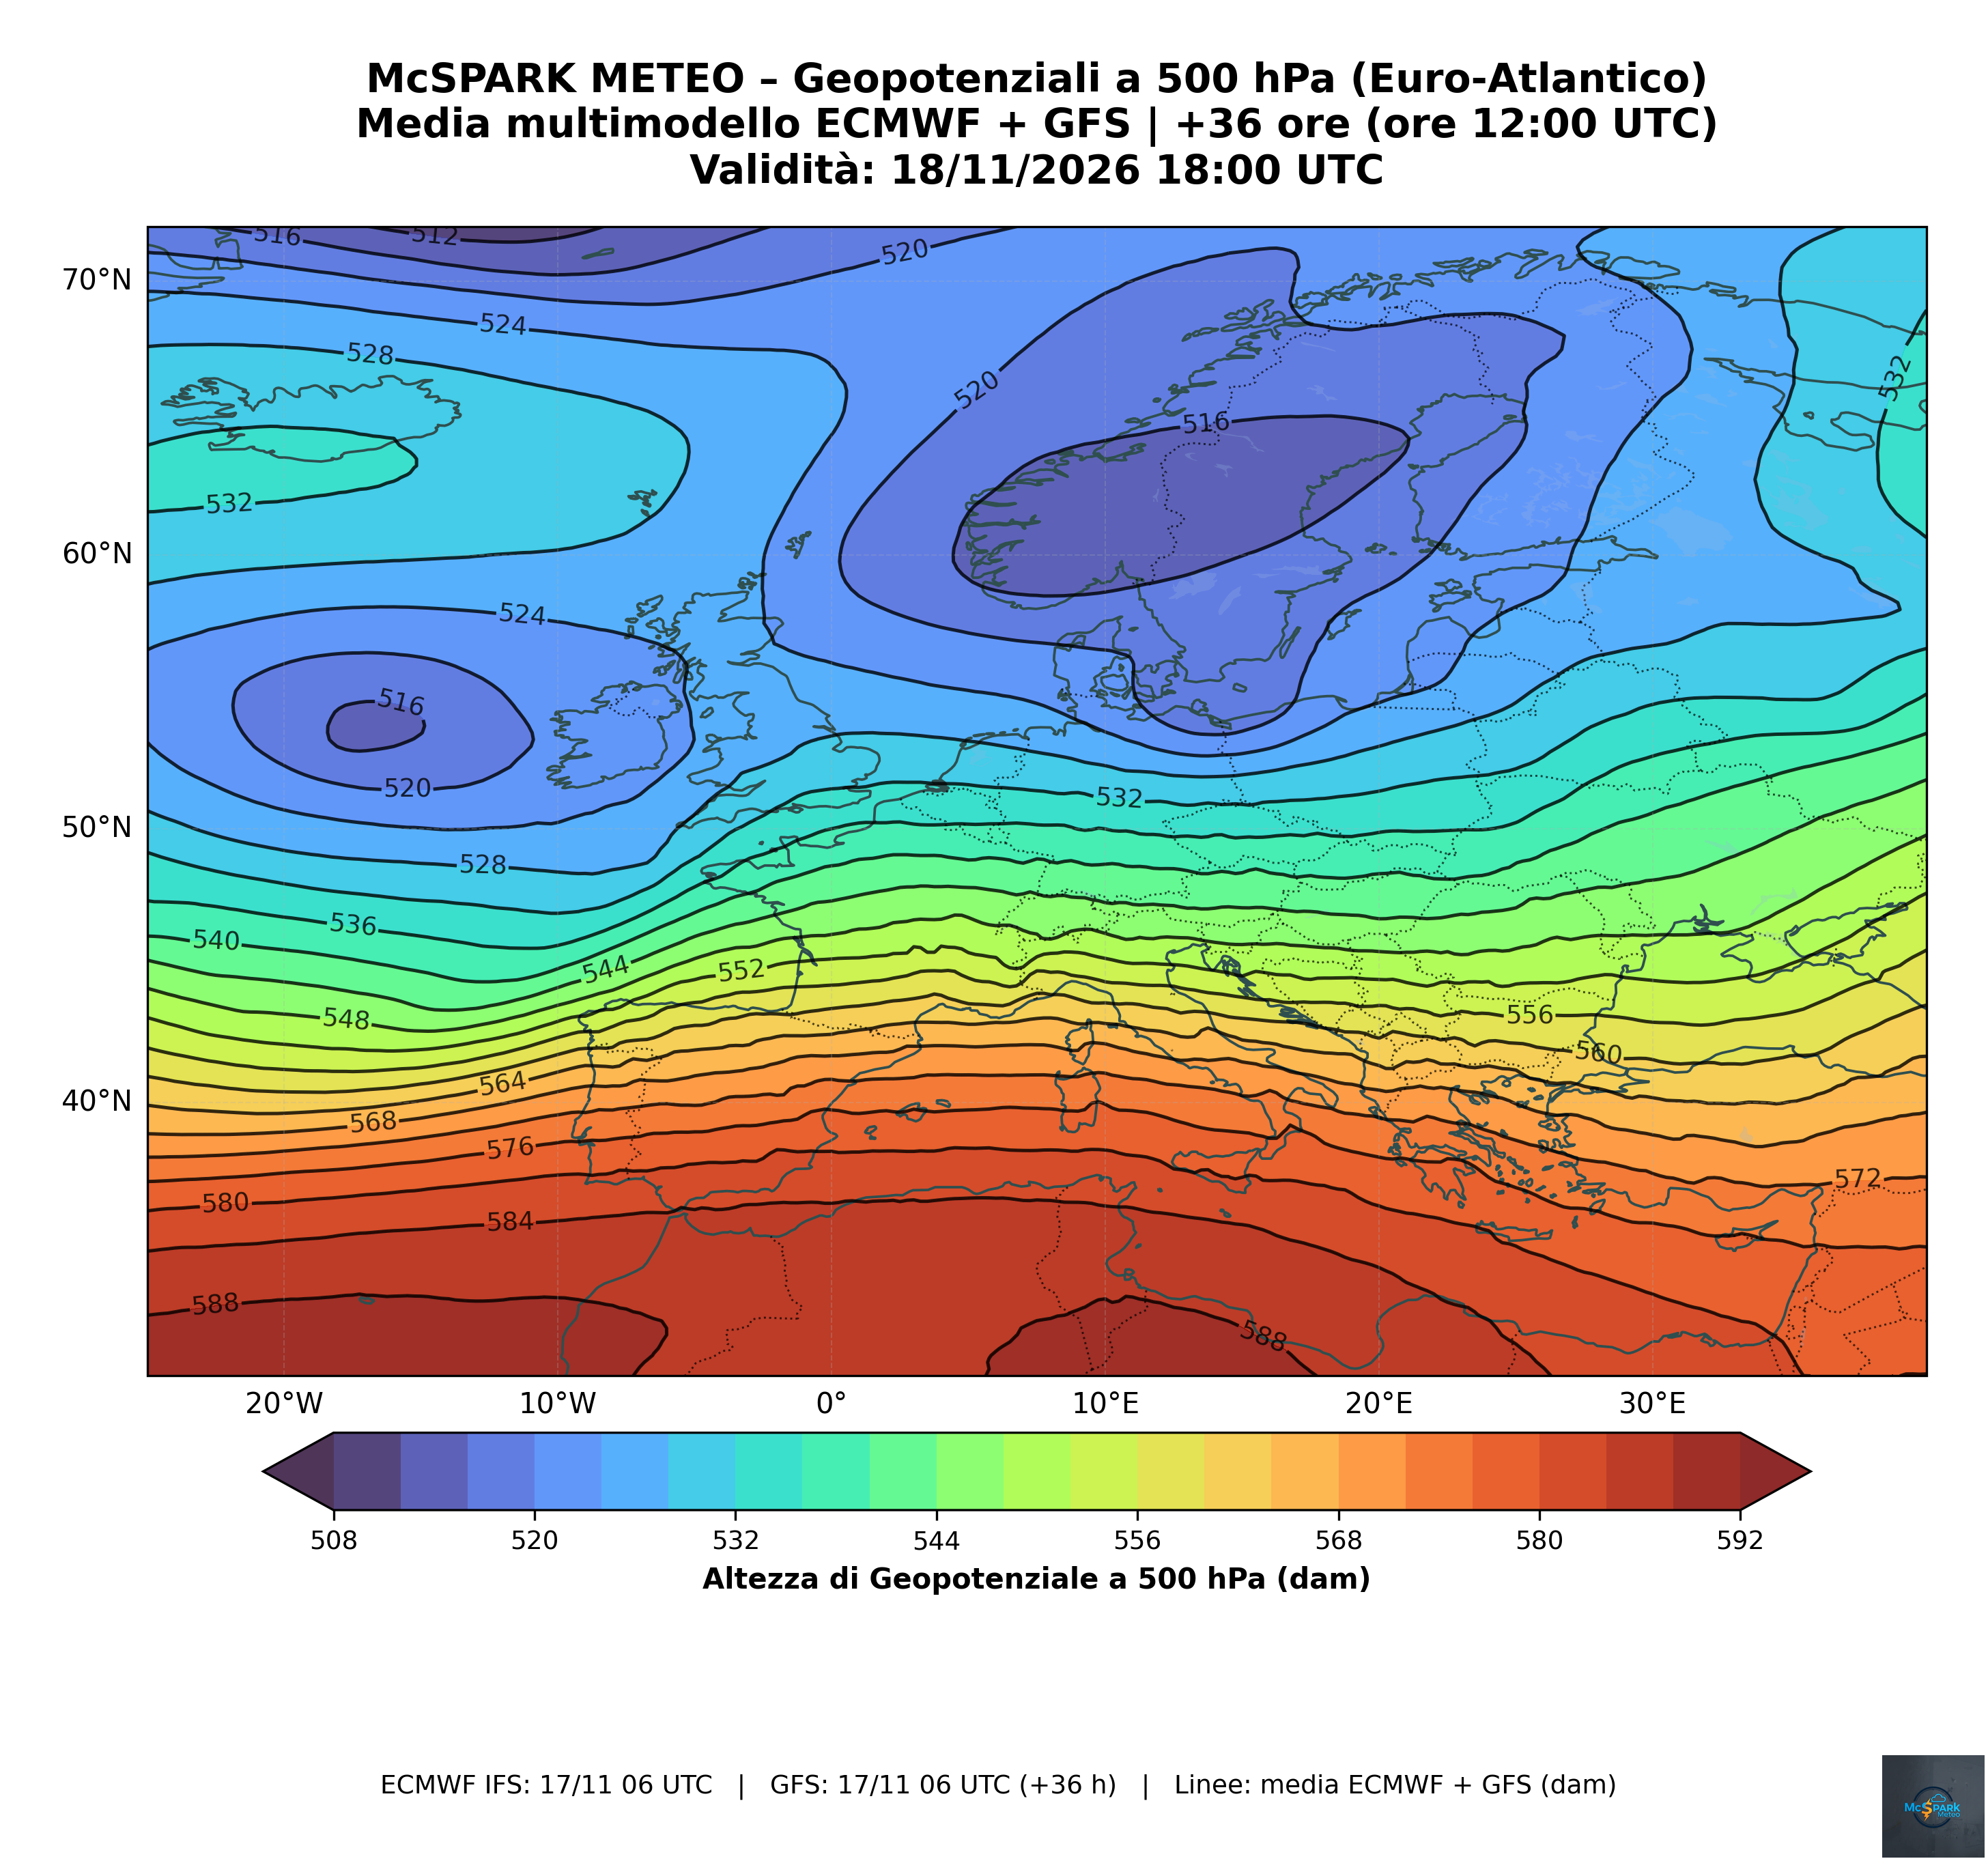 McSPARK METEO – Geopotenziali a 500 hPa (Euro-Atlantico)
Media multimodello ECMWF + GFS | +36 ore (ore 12:00 UTC)
Validità: 18/11/2026 18:00 UTC
516
512
520
70°N
524
528
532
520
516
532
60°N
524
516
520
532
50°N
528
536
540
544
552
548
556
560
564
40°N
568
576
572
580
584
588
588
20°W
10°W
0°
10°E
20°E
30°E
508
520
532
544
556
568
580
592
Altezza di Geopotenziale a 500 hPa (dam)
ECMWF IFS: 17/11 06 UTC | GFS: 17/11 06 UTC (+36 h) | Linee: media ECMWF + GFS (dam)
McSPARK
Meteo